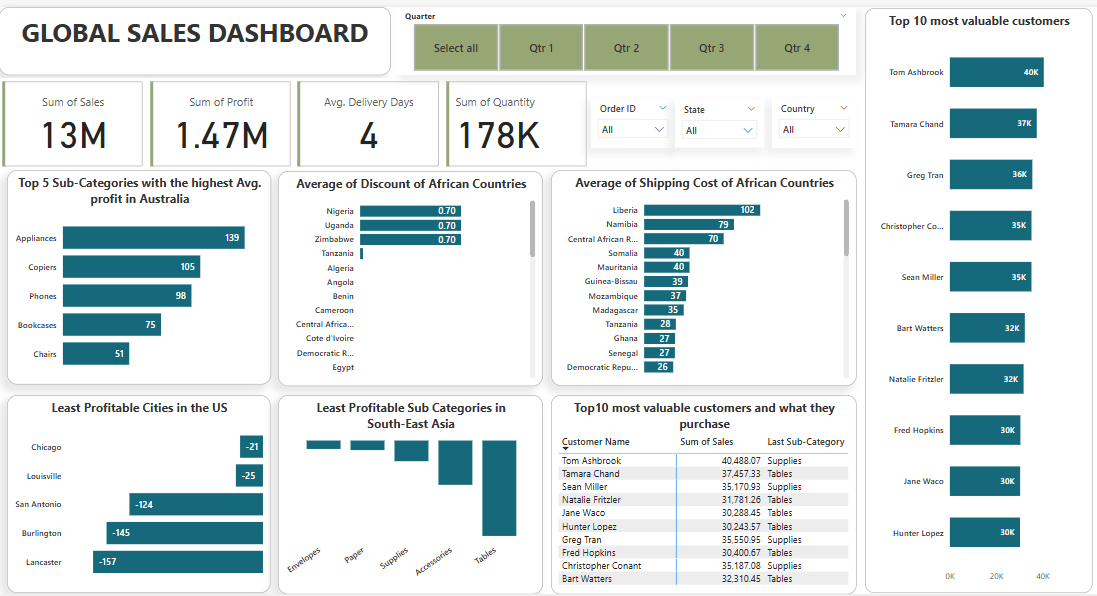 GLOBAL SALES DASHBOARD
Quarter
Select all
Qtr 1
Qtr 2
Qtr 3
Qtr 4
Sum of Sales
13M
Sum of Profit
1.47M
Avg. Delivery Days
4
Sum of Quantity
178K
Order ID
All
State
All
Country
All
Top 5 Sub-Categories with the highest Avg.
profit in Australia
Appliances 139
Copiers 105
Phones 98
Bookcases 75
Chairs 51
Average of Discount of African Countries
Nigeria 0.70
Uganda 0.70
Zimbabwe 0.70
Tanzania
Algeria
Angola
Benin
Cameroon
Central Africa...
Cote d'Ivoire
Democratic R...
Egypt
Average of Shipping Cost of African Countries
Liberia 102
Namibia 79
Central African R... 70
Somalia 40
Mauritania 40
Guinea-Bissau 39
Mozambique 37
Madagascar 35
Tanzania 28
Ghana 27
Senegal 27
Democratic Repu... 26
Least Profitable Cities in the US
Chicago -21
Louisville -25
San Antonio -124
Burlington -145
Lancaster -157
Least Profitable Sub Categories in
South-East Asia
Envelopes
Paper
Supplies
Accessories
Tables
Top10 most valuable customers and what they
purchase
Customer Name Sum of Sales Last Sub-Category
Tom Ashbrook 40,488.07 Supplies
Tamara Chand 37,457.33 Tables
Sean Miller 35,170.93 Supplies
Natalie Fritzler 31,781.26 Tables
Jane Waco 30,288.45 Tables
Hunter Lopez 30,243.57 Tables
Greg Tran 35,550.95 Supplies
Fred Hopkins 30,400.67 Tables
Christopher Conant 35,187.08 Supplies
Bart Watters 32,310.45 Tables
Top 10 most valuable customers
Tom Ashbrook 40K
Tamara Chand 37K
Greg Tran 36K
Christopher Co... 35K
Sean Miller 35K
Bart Watters 32K
Natalie Fritzler 32K
Fred Hopkins 30K
Jane Waco 30K
Hunter Lopez 30K
0K 20K 40K